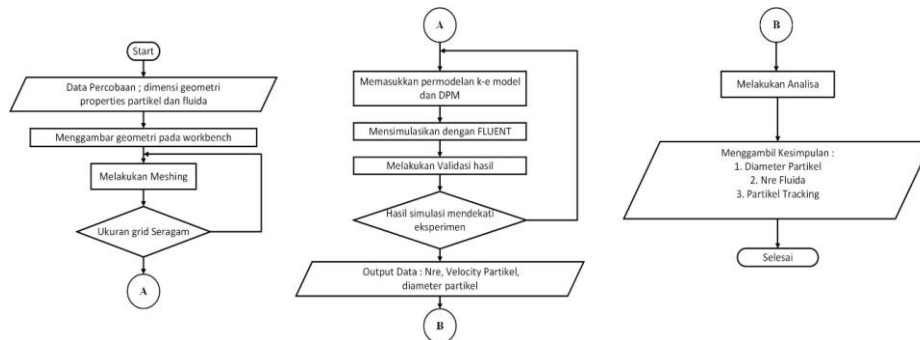 Start
Data Percobaan ; dimensi geometri
properties partikel dan fluida
Menggambar geometri pada workbench
Melakukan Meshing
Ukuran grid Seragam
A
A
Memasukkan permodelan k-e model
dan DPM
Mensimulasikan dengan FLUENT
Melakukan Validasi hasil
Hasil simulasi mendekati
eksperimen
Output Data : Nre, Velocity Partikel,
diameter partikel
B
B
Melakukan Analisa
Menggambil Kesimpulan :
1. Diameter Partikel
2. Nre Fluida
3. Partikel Tracking
Selesai